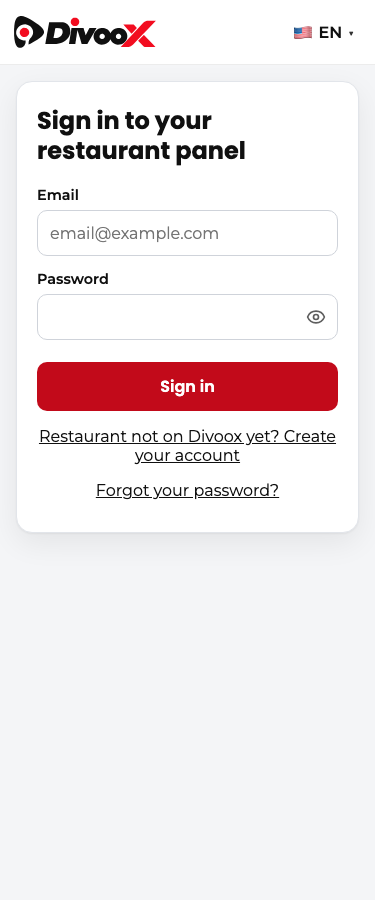 DivooX
🇺🇸 EN ▾
Sign in to your
restaurant panel
Email
email@example.com
Password
Sign in
Restaurant not on Divoox yet? Create
your account
Forgot your password?